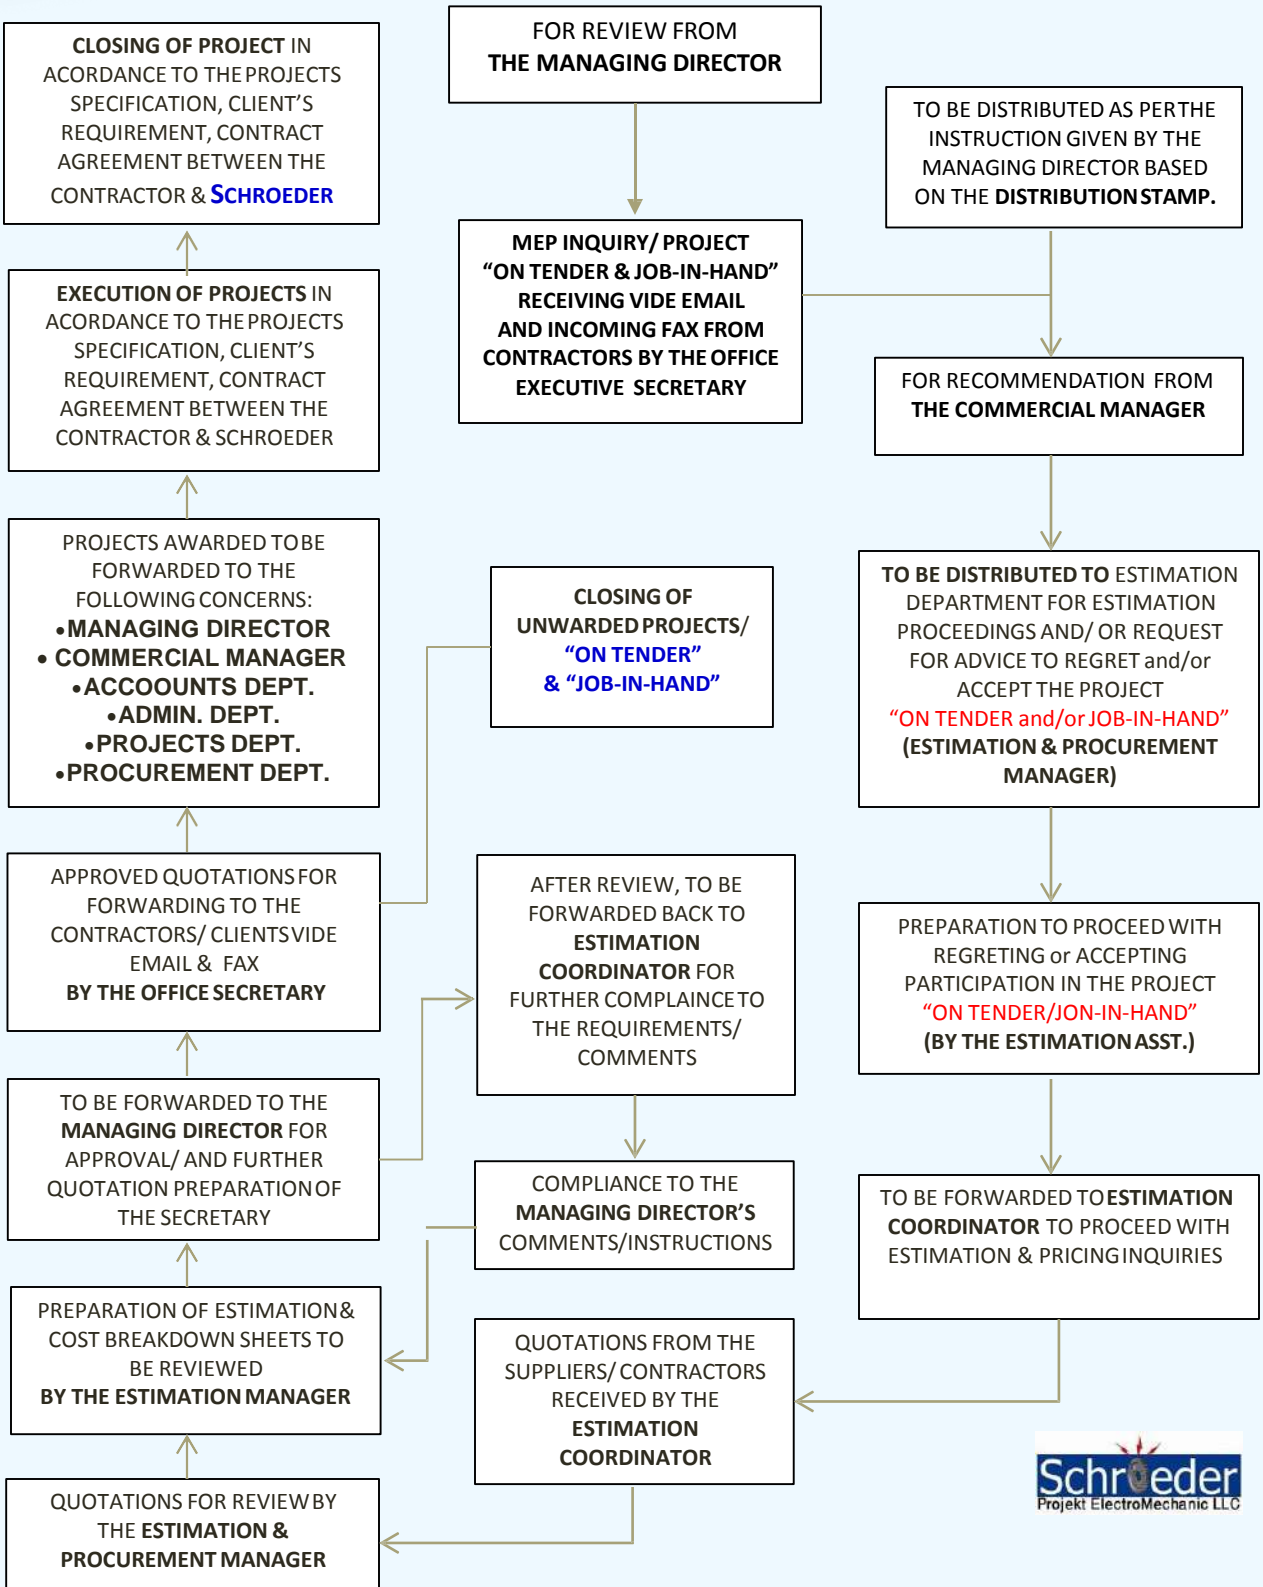 CLOSING OF PROJECT IN
ACORDANCE TO THE PROJECTS
SPECIFICATION, CLIENT’S
REQUIREMENT, CONTRACT
AGREEMENT BETWEEN THE
CONTRACTOR & SCHROEDER
FOR REVIEW FROM
THE MANAGING DIRECTOR
TO BE DISTRIBUTED AS PER THE
INSTRUCTION GIVEN BY THE
MANAGING DIRECTOR BASED
ON THE DISTRIBUTION STAMP.
MEP INQUIRY/ PROJECT
“ON TENDER & JOB-IN-HAND”
RECEIVING VIDE EMAIL
AND INCOMING FAX FROM
CONTRACTORS BY THE OFFICE
EXECUTIVE SECRETARY
EXECUTION OF PROJECTS IN
ACORDANCE TO THE PROJECTS
SPECIFICATION, CLIENT’S
REQUIREMENT, CONTRACT
AGREEMENT BETWEEN THE
CONTRACTOR & SCHROEDER
FOR RECOMMENDATION FROM
THE COMMERCIAL MANAGER
PROJECTS AWARDED TO BE
FORWARDED TO THE
FOLLOWING CONCERNS:
•MANAGING DIRECTOR
• COMMERCIAL MANAGER
•ACCOOUNTS DEPT.
•ADMIN. DEPT.
•PROJECTS DEPT.
•PROCUREMENT DEPT.
CLOSING OF
UNWARDED PROJECTS/
“ON TENDER”
& “JOB-IN-HAND”
TO BE DISTRIBUTED TO ESTIMATION
DEPARTMENT FOR ESTIMATION
PROCEEDINGS AND/ OR REQUEST
FOR ADVICE TO REGRET and/or
ACCEPT THE PROJECT
“ON TENDER and/or JOB-IN-HAND”
(ESTIMATION & PROCUREMENT
MANAGER)
APPROVED QUOTATIONS FOR
FORWARDING TO THE
CONTRACTORS/ CLIENTS VIDE
EMAIL & FAX
BY THE OFFICE SECRETARY
AFTER REVIEW, TO BE
FORWARDED BACK TO
ESTIMATION
COORDINATOR FOR
FURTHER COMPLAINCE TO
THE REQUIREMENTS/
COMMENTS
PREPARATION TO PROCEED WITH
REGRETING or ACCEPTING
PARTICIPATION IN THE PROJECT
“ON TENDER/JON-IN-HAND”
(BY THE ESTIMATION ASST.)
TO BE FORWARDED TO THE
MANAGING DIRECTOR FOR
APPROVAL/ AND FURTHER
QUOTATION PREPARATION OF
THE SECRETARY
COMPLIANCE TO THE
MANAGING DIRECTOR’S
COMMENTS/INSTRUCTIONS
TO BE FORWARDED TO ESTIMATION
COORDINATOR TO PROCEED WITH
ESTIMATION & PRICING INQUIRIES
PREPARATION OF ESTIMATION &
COST BREAKDOWN SHEETS TO
BE REVIEWED
BY THE ESTIMATION MANAGER
QUOTATIONS FROM THE
SUPPLIERS/ CONTRACTORS
RECEIVED BY THE
ESTIMATION
COORDINATOR
QUOTATIONS FOR REVIEW BY
THE ESTIMATION &
PROCUREMENT MANAGER
Schroeder
Projekt ElectroMechanic LLC